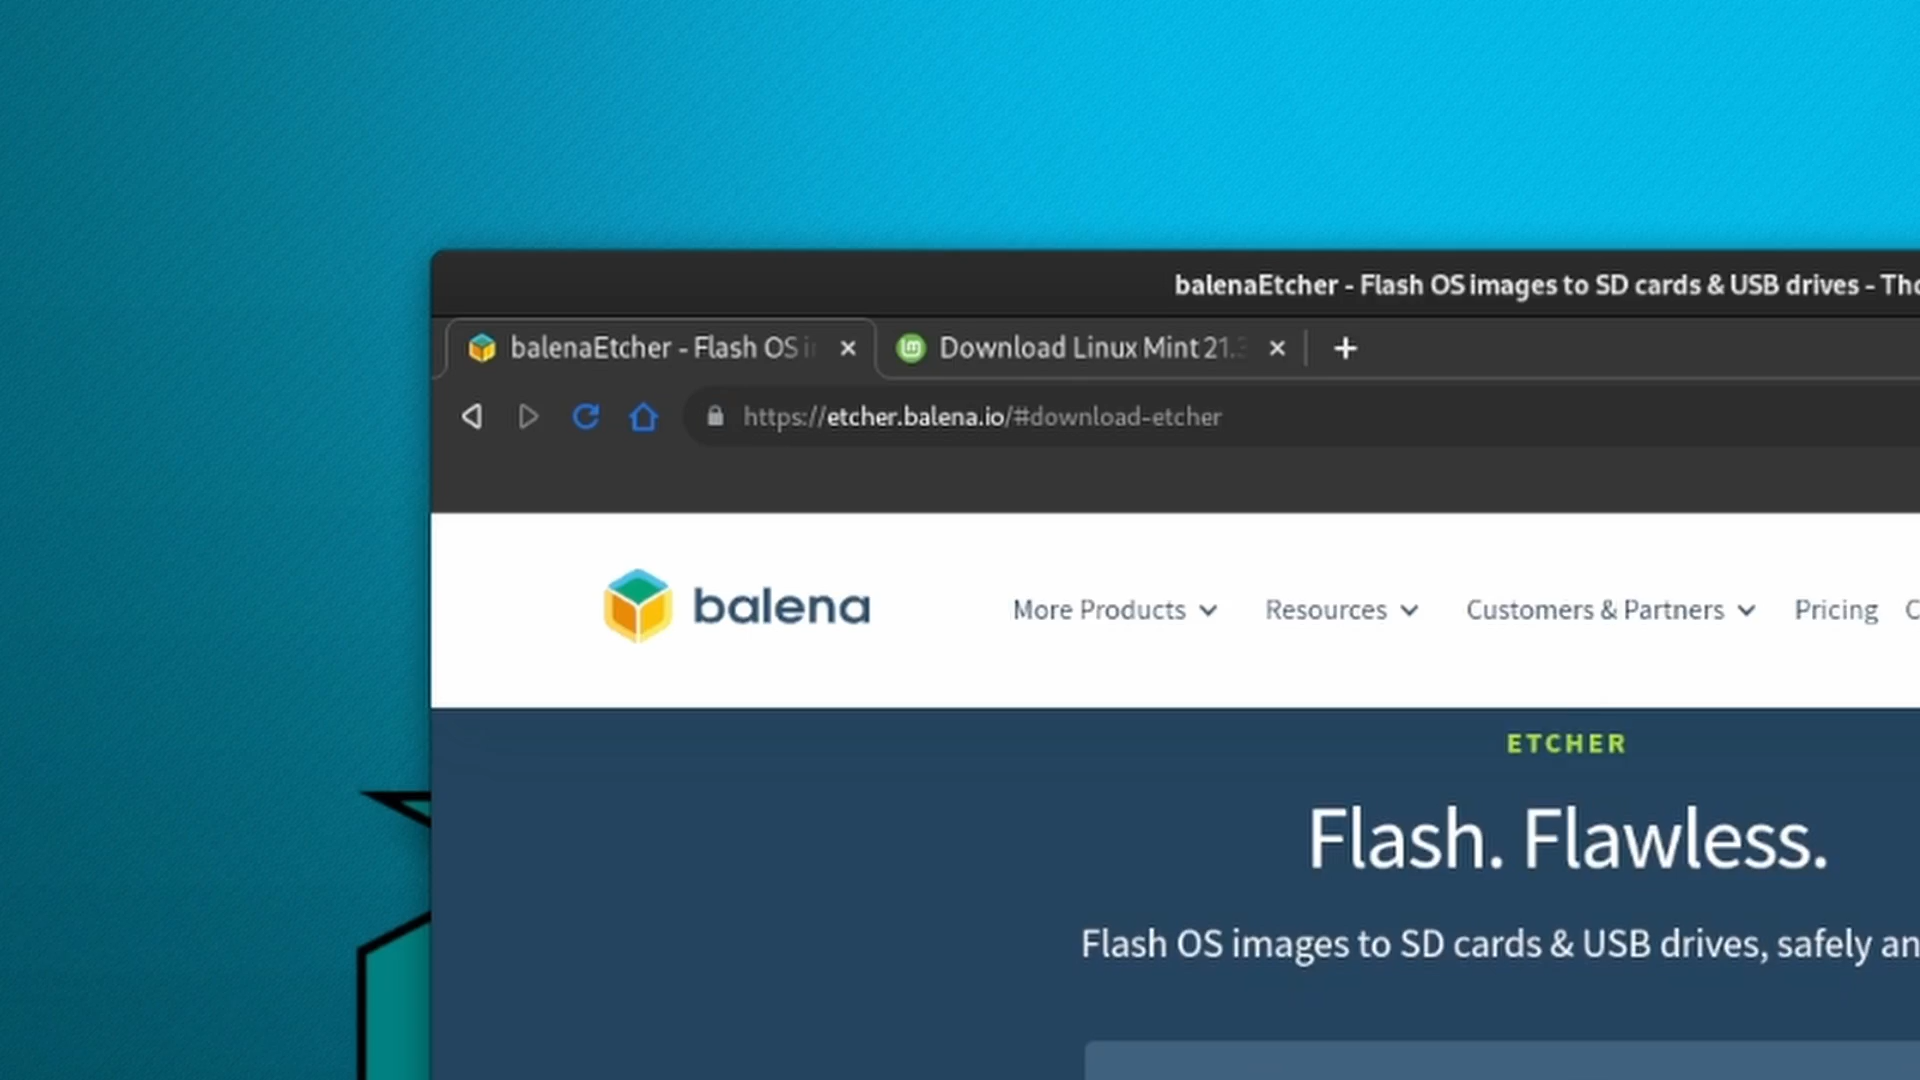 balenaEtcher - Flash OS images to SD cards & USB drives - Tho
balenaEtcher - Flash OS i
Download Linux Mint 21.3
https://etcher.balena.io/#download-etcher
balena
More Products
Resources
Customers & Partners
Pricing
ETCHER
Flash. Flawless.
Flash OS images to SD cards & USB drives, safely an